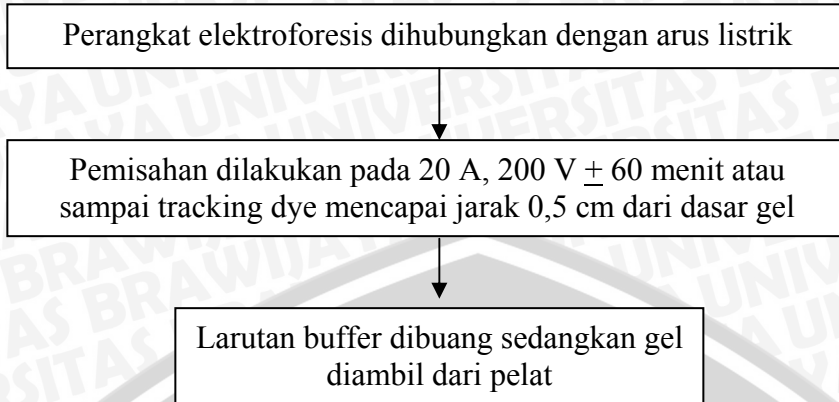 Perangkat elektroforesis dihubungkan dengan arus listrik
Pemisahan dilakukan pada 20 A, 200 V ± 60 menit atau
sampai tracking dye mencapai jarak 0,5 cm dari dasar gel
Larutan buffer dibuang sedangkan gel
diambil dari pelat